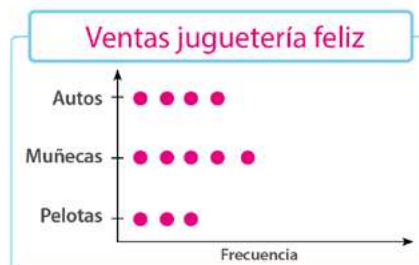 Ventas juguetería feliz
Autos
Muñecas
Pelotas
Frecuencia